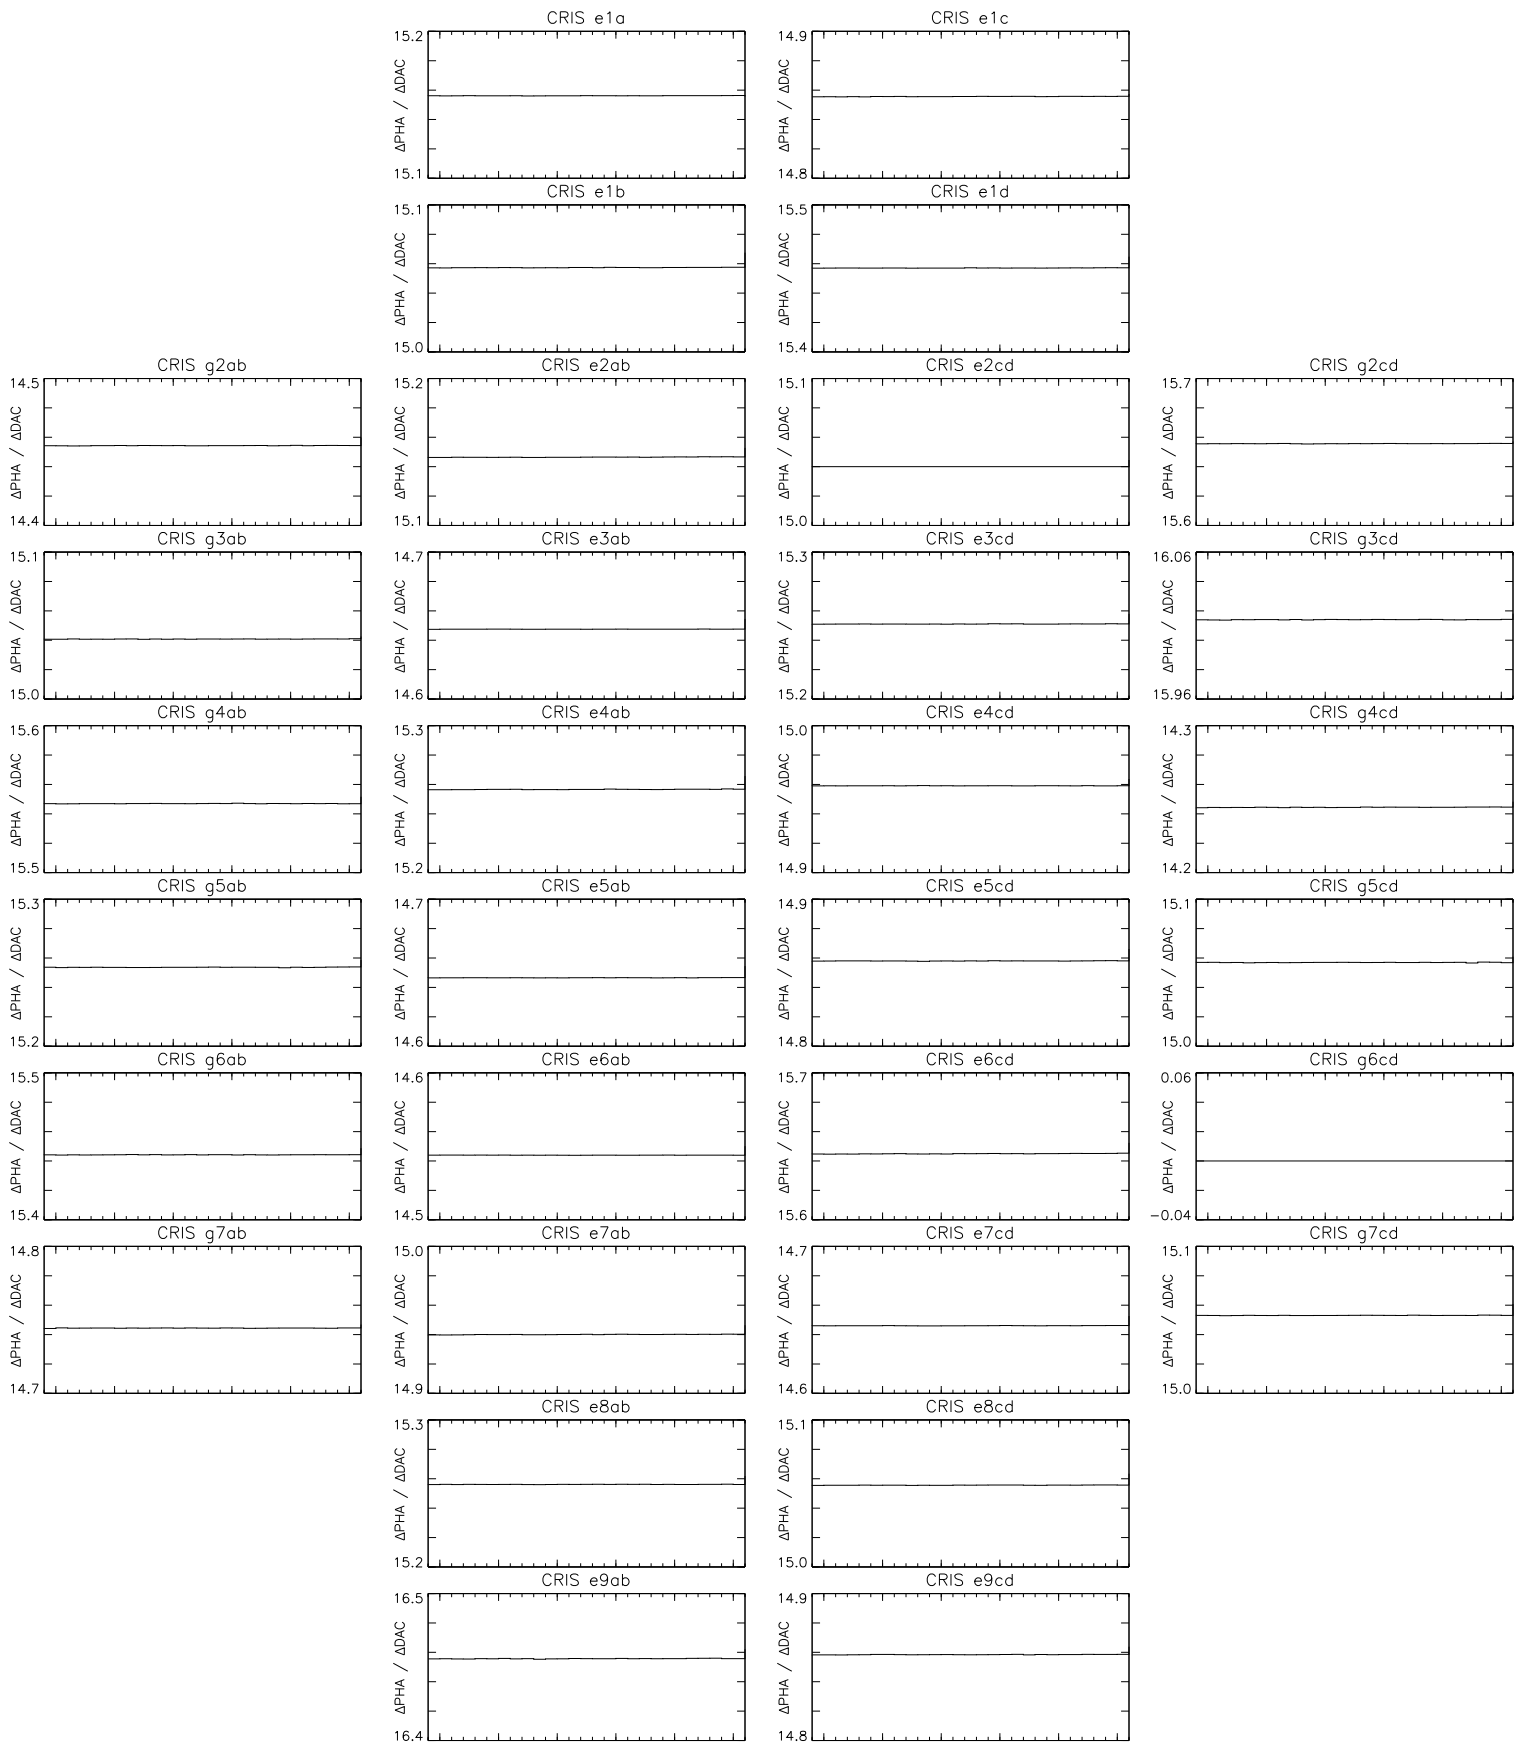 CRIS e1a
15.2
ΔPHA / ΔDAC
15.1
CRIS e1c
14.9
ΔPHA / ΔDAC
14.8
CRIS e1b
15.1
ΔPHA / ΔDAC
15.0
CRIS e1d
15.5
ΔPHA / ΔDAC
15.4
CRIS g2ab
14.5
ΔPHA / ΔDAC
14.4
CRIS e2ab
15.2
ΔPHA / ΔDAC
15.1
CRIS e2cd
15.1
ΔPHA / ΔDAC
15.0
CRIS g2cd
15.7
ΔPHA / ΔDAC
15.6
CRIS g3ab
15.1
ΔPHA / ΔDAC
15.0
CRIS e3ab
14.7
ΔPHA / ΔDAC
14.6
CRIS e3cd
15.3
ΔPHA / ΔDAC
15.2
CRIS g3cd
16.06
ΔPHA / ΔDAC
15.96
CRIS g4ab
15.6
ΔPHA / ΔDAC
15.5
CRIS e4ab
15.3
ΔPHA / ΔDAC
15.2
CRIS e4cd
15.0
ΔPHA / ΔDAC
14.9
CRIS g4cd
14.3
ΔPHA / ΔDAC
14.2
CRIS g5ab
15.3
ΔPHA / ΔDAC
15.2
CRIS e5ab
14.7
ΔPHA / ΔDAC
14.6
CRIS e5cd
14.9
ΔPHA / ΔDAC
14.8
CRIS g5cd
15.1
ΔPHA / ΔDAC
15.0
CRIS g6ab
15.5
ΔPHA / ΔDAC
15.4
CRIS e6ab
14.6
ΔPHA / ΔDAC
14.5
CRIS e6cd
15.7
ΔPHA / ΔDAC
15.6
CRIS g6cd
0.06
ΔPHA / ΔDAC
−0.04
CRIS g7ab
14.8
ΔPHA / ΔDAC
14.7
CRIS e7ab
15.0
ΔPHA / ΔDAC
14.9
CRIS e7cd
14.7
ΔPHA / ΔDAC
14.6
CRIS g7cd
15.1
ΔPHA / ΔDAC
15.0
CRIS e8ab
15.3
ΔPHA / ΔDAC
15.2
CRIS e8cd
15.1
ΔPHA / ΔDAC
15.0
CRIS e9ab
16.5
ΔPHA / ΔDAC
16.4
CRIS e9cd
14.9
ΔPHA / ΔDAC
14.8